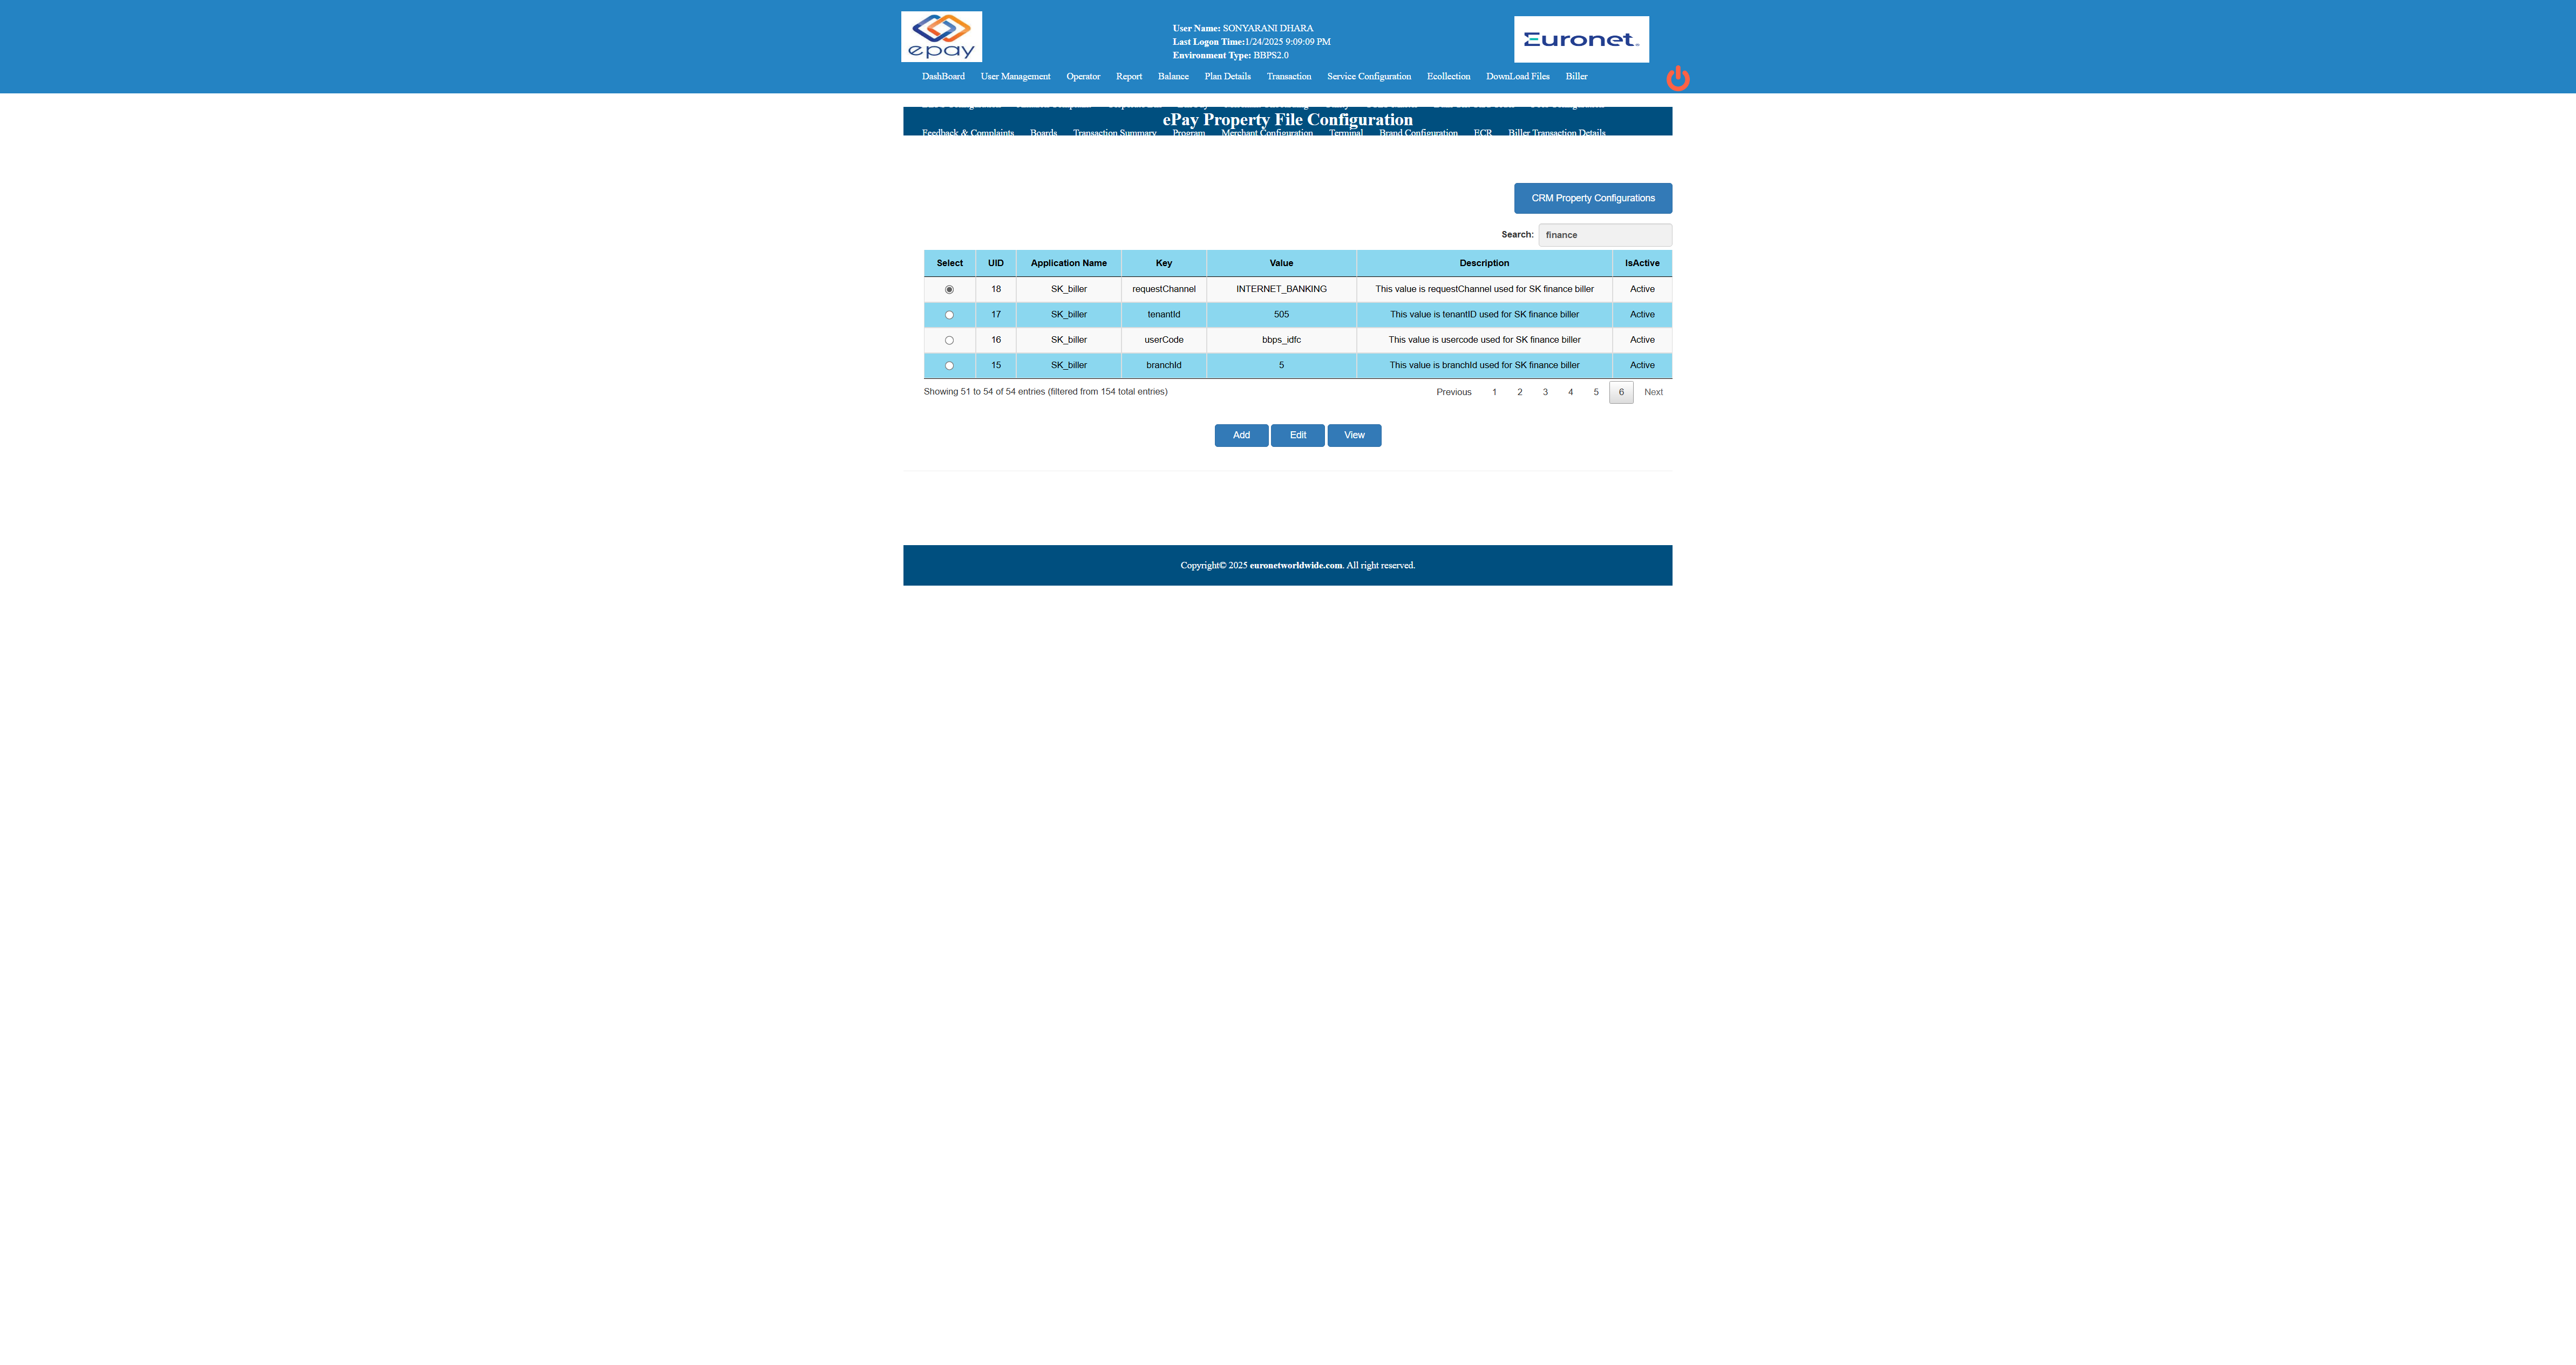 epay
User Name: SONYARANI DHARA
Last Logon Time:1/24/2025 9:09:09 PM
Environment Type: BBPS2.0
Euronet
DashBoard User Management Operator Report Balance Plan Details Transaction Service Configuration Ecollection DownLoad Files Biller
ePay Property File Configuration
Feedback & Complaints Boards Transaction Summary Program Merchant Configuration Terminal Brand Configuration ECR Biller Transaction Details
CRM Property Configurations
Search: finance
Select UID Application Name Key Value Description IsActive
18 SK_biller requestChannel INTERNET_BANKING This value is requestChannel used for SK finance biller Active
17 SK_biller tenantId 505 This value is tenantID used for SK finance biller Active
16 SK_biller userCode bbps_idfc This value is usercode used for SK finance biller Active
15 SK_biller branchId 5 This value is branchId used for SK finance biller Active
Showing 51 to 54 of 54 entries (filtered from 154 total entries) Previous 1 2 3 4 5 6 Next
Add Edit View
Copyright© 2025 euronetworldwide.com. All right reserved.